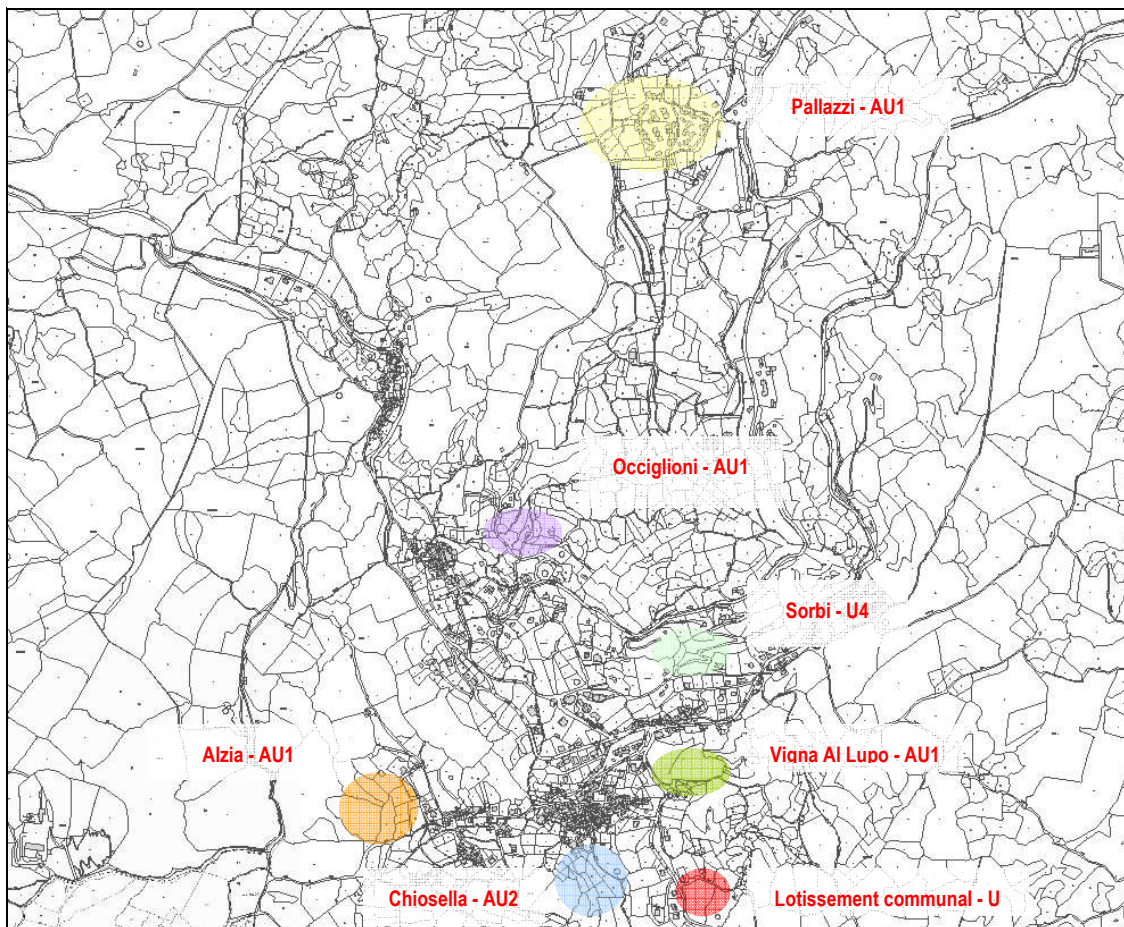 Pallazzi - AU1
Occiglioni - AU1
Sorbi - U4
Alzia - AU1
Vigna Al Lupo - AU1
Chiosella - AU2
Lotissement communal - U